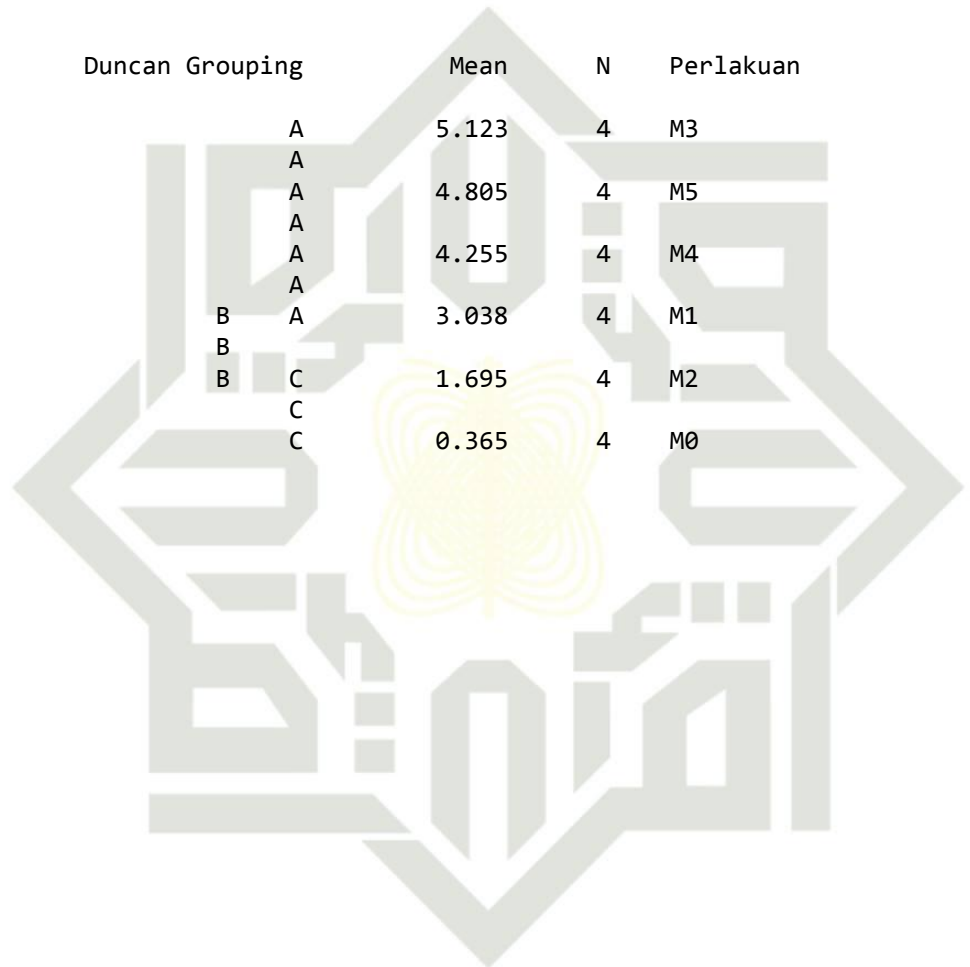 Duncan Grouping Mean N Perlakuan
A 5.123 4 M3
A
A 4.805 4 M5
A
A 4.255 4 M4
A
B A 3.038 4 M1
B
B C 1.695 4 M2
C
C 0.365 4 M0